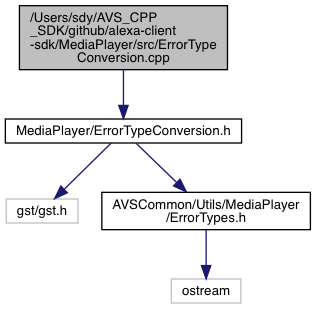 /Users/sdy/AVS_CPP
_SDK/github/alexa-client
-sdk/MediaPlayer/src/ErrorType
Conversion.cpp
MediaPlayer/ErrorTypeConversion.h
gst/gst.h
AVSCommon/Utils/MediaPlayer
/ErrorTypes.h
ostream